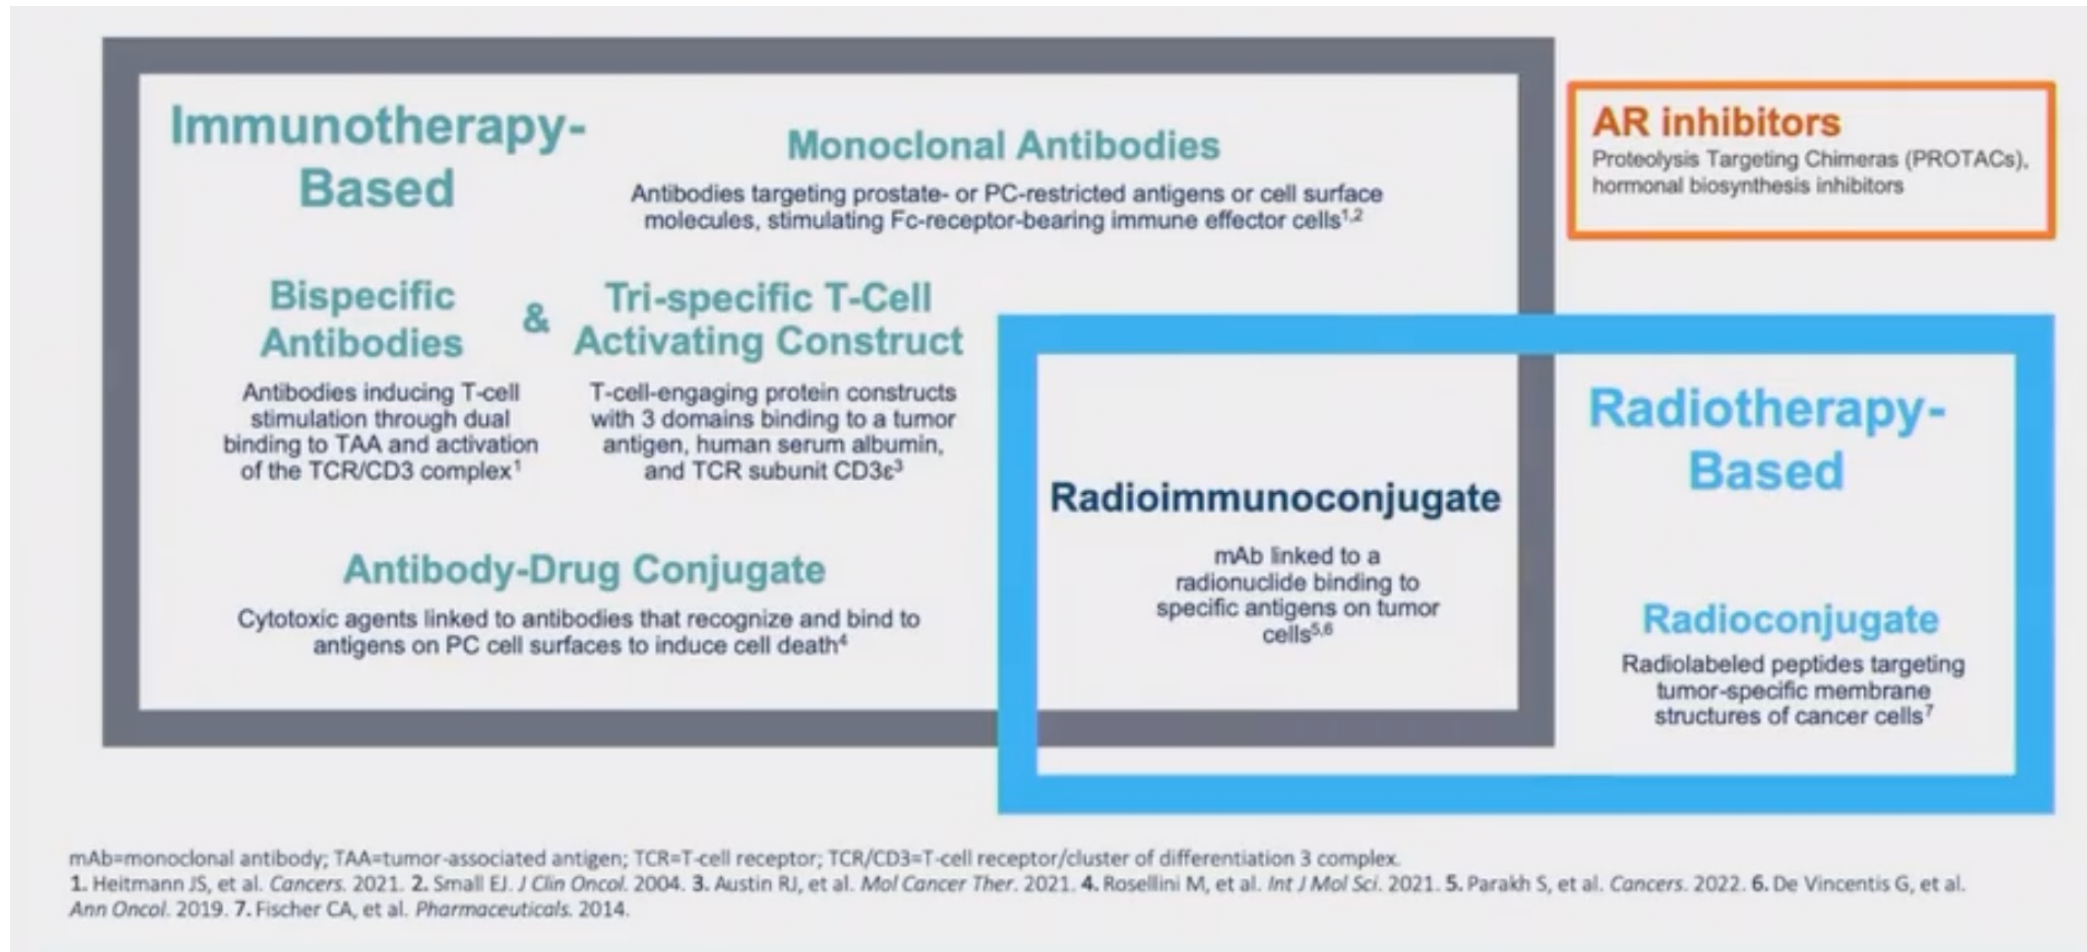 Immunotherapy-
Based
Monoclonal Antibodies
Antibodies targeting prostate- or PC-restricted antigens or cell surface
molecules, stimulating Fc-receptor-bearing immune effector cells¹,²
Bispecific
Antibodies
&
Tri-specific T-Cell
Activating Construct
Antibodies inducing T-cell
stimulation through dual
binding to TAA and activation
of the TCR/CD3 complex¹
T-cell-engaging protein constructs
with 3 domains binding to a tumor
antigen, human serum albumin,
and TCR subunit CD3ε³
Antibody-Drug Conjugate
Cytotoxic agents linked to antibodies that recognize and bind to
antigens on PC cell surfaces to induce cell death⁴
AR inhibitors
Proteolysis Targeting Chimeras (PROTACs),
hormonal biosynthesis inhibitors
Radioimmunoconjugate
mAb linked to a
radionuclide binding to
specific antigens on tumor
cells⁵,⁶
Radiotherapy-
Based
Radioconjugate
Radiolabeled peptides targeting
tumor-specific membrane
structures of cancer cells⁷
mAb=monoclonal antibody; TAA=tumor-associated antigen; TCR=T-cell receptor; TCR/CD3=T-cell receptor/cluster of differentiation 3 complex.
1. Heitmann JS, et al. Cancers. 2021. 2. Small EJ. J Clin Oncol. 2004. 3. Austin RJ, et al. Mol Cancer Ther. 2021. 4. Rosellini M, et al. Int J Mol Sci. 2021. 5. Parakh S, et al. Cancers. 2022. 6. De Vincentis G, et al.
Ann Oncol. 2019. 7. Fischer CA, et al. Pharmaceuticals. 2014.